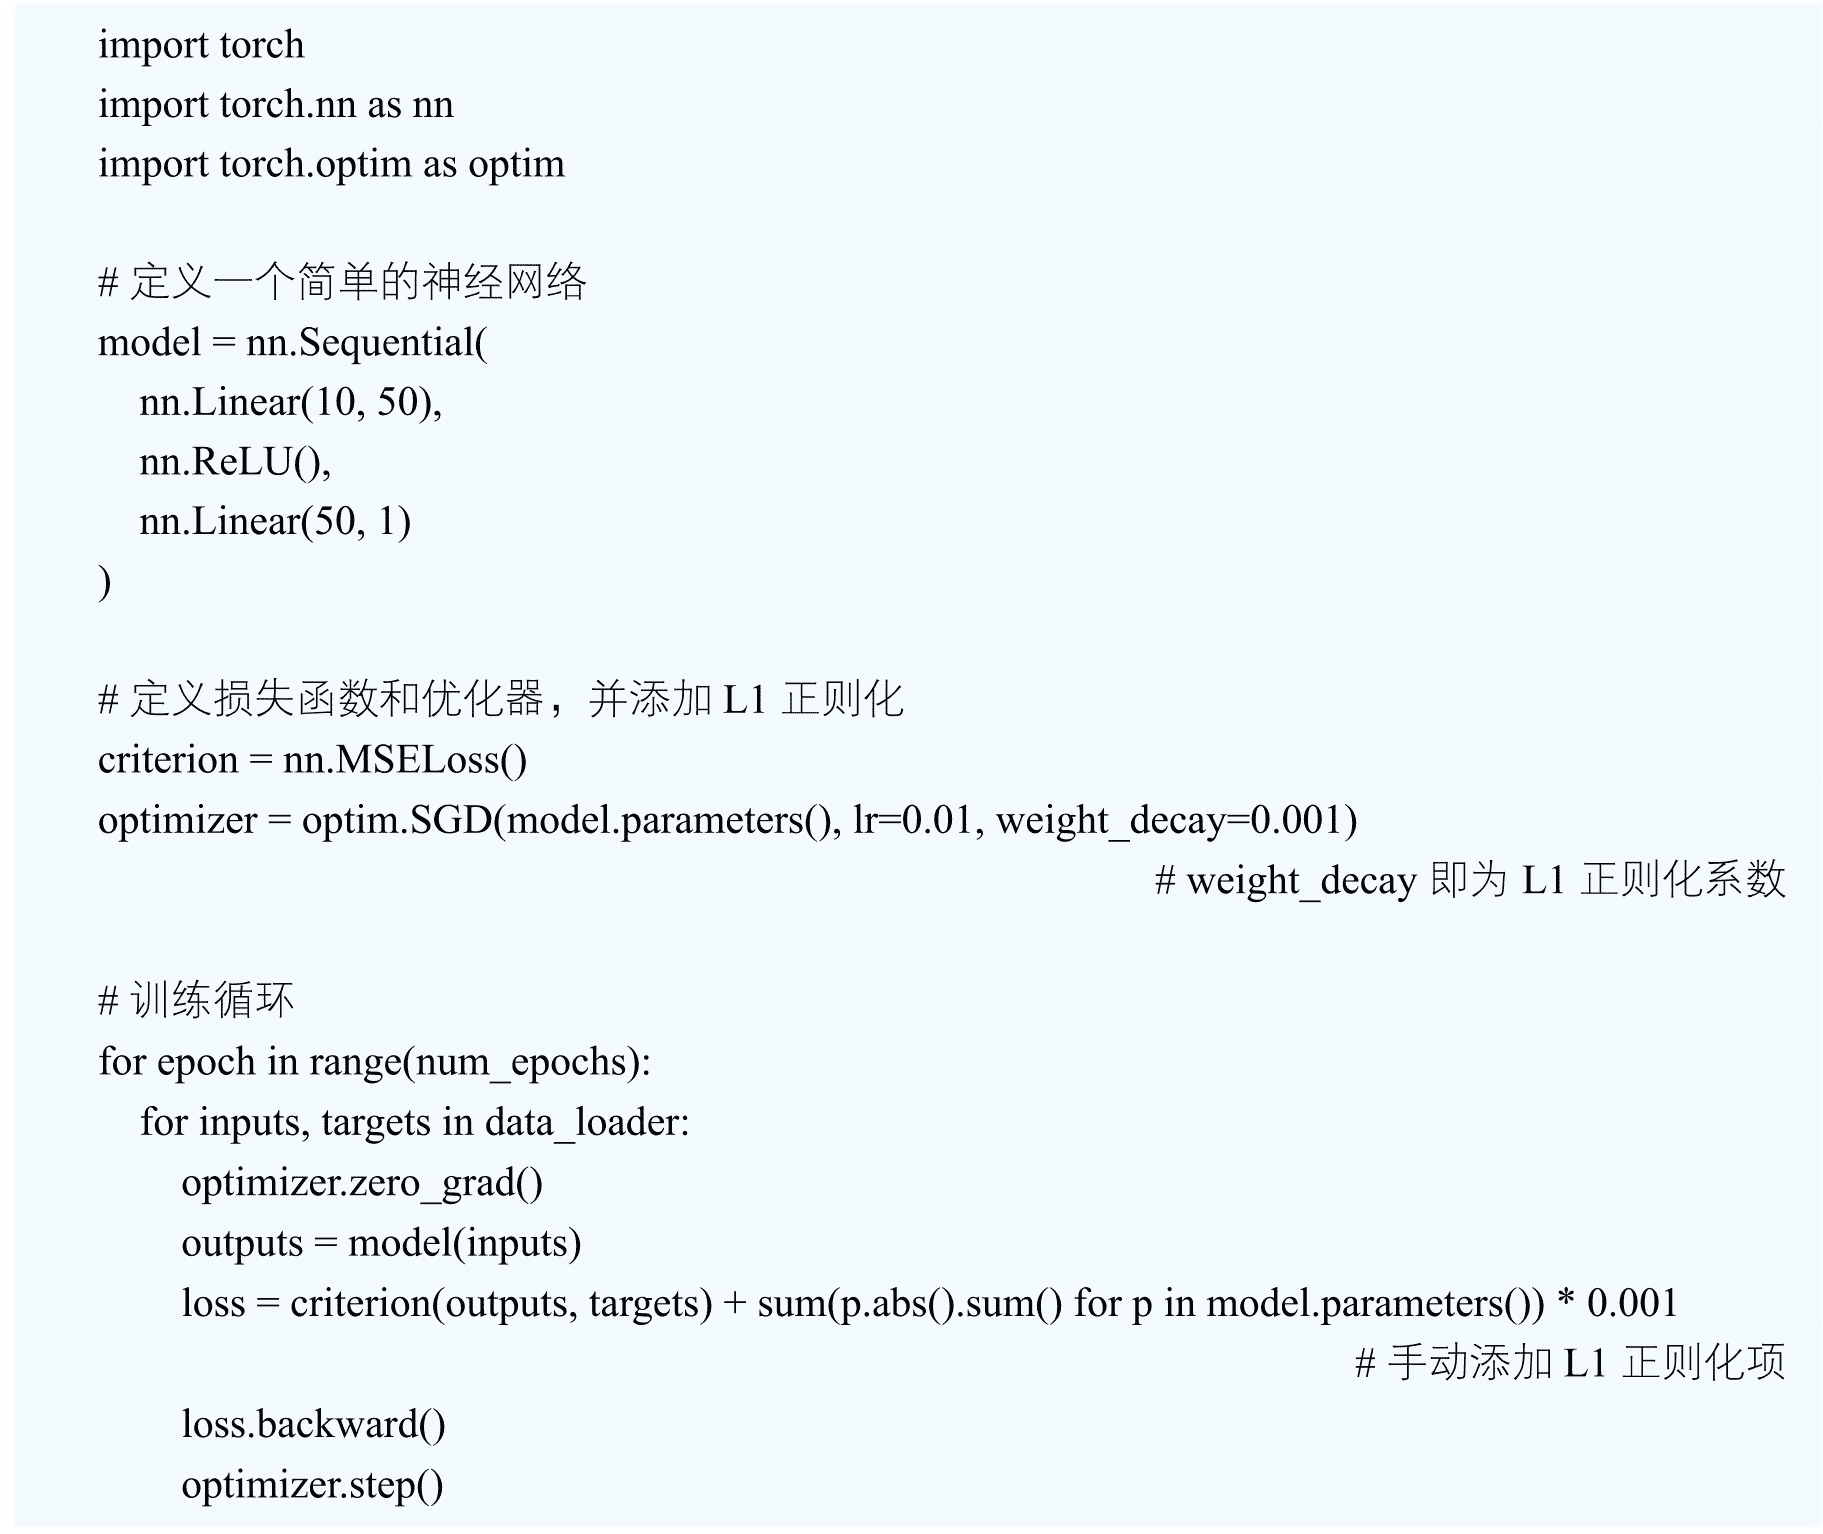 import torch
import torch.nn as nn
import torch.optim as optim
# 定义一个简单的神经网络
model = nn.Sequential(
nn.Linear(10, 50),
nn.ReLU(),
nn.Linear(50, 1)
)
# 定义损失函数和优化器，并添加 L1 正则化
criterion = nn.MSELoss()
optimizer = optim.SGD(model.parameters(), lr=0.01, weight_decay=0.001)
# weight_decay 即为 L1 正则化系数
# 训练循环
for epoch in range(num_epochs):
for inputs, targets in data_loader:
optimizer.zero_grad()
outputs = model(inputs)
loss = criterion(outputs, targets) + sum(p.abs().sum() for p in model.parameters()) * 0.001
# 手动添加 L1 正则化项
loss.backward()
optimizer.step()